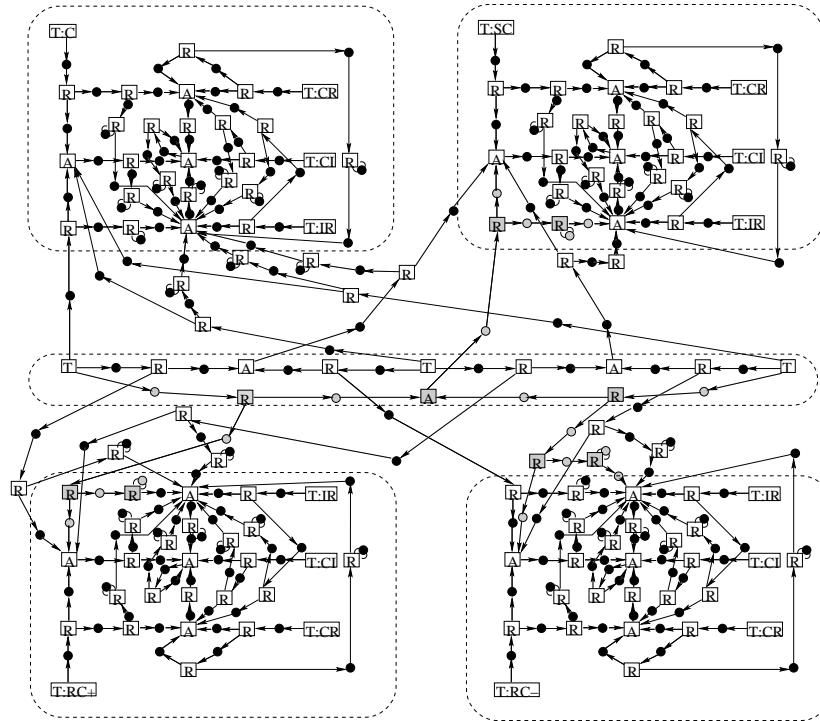 T:C T:SC
R R
R R A R T:CR R R A R T:CR
R R R R R R R R R R
A R A R T:CI R A R A R T:CI R
R R R R
R R R R
R R A R T:IR R R A R T:IR
R R R R
R
R
R
R
T R A R T R A R T
R A R
R
R
R R
R R R
R R R A R T:IR R R A R T:IR
R R R R R R
R R R R
A R A R T:CI R A R A R T:CI R
R R R R R R R R
R R A R T:CR R R A R T:CR
R R
T:RC+ T:RC−